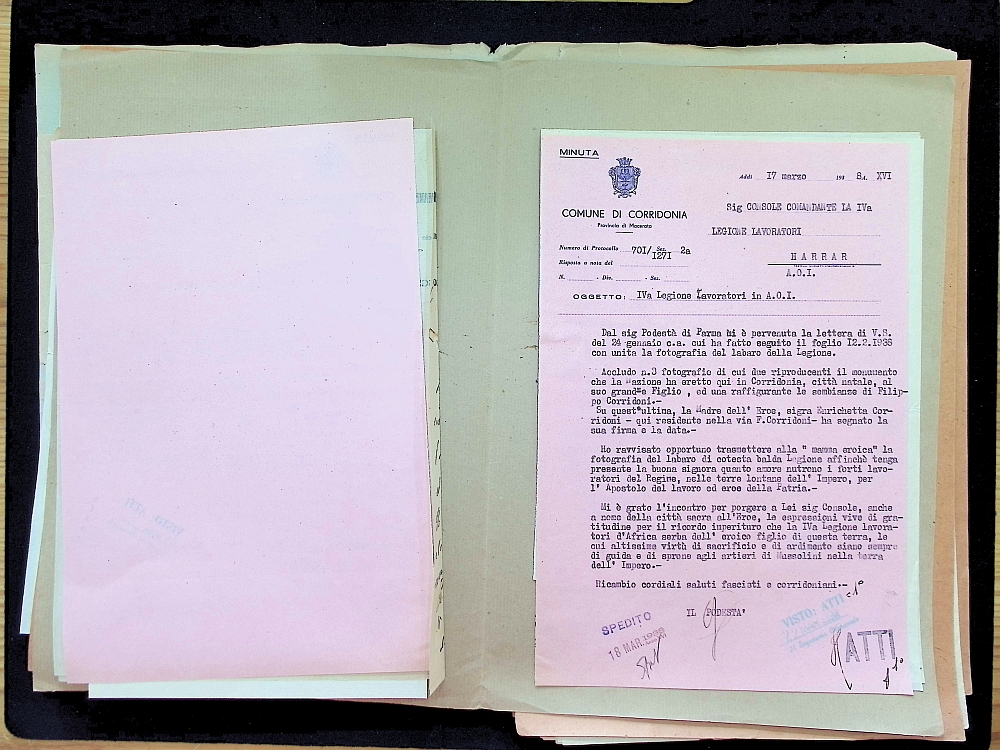 MINUTA
Addì 17 marzo 193 8.A. XVI
Sig CONSOLE COMANDANTE LA IVa
COMUNE DI CORRIDONIA
Provincia di Macerata
LEGIONE LAVORATORI
Numero di Protocollo 70I/I27I Sez. 2a
Risposta a nota del
HARRAR
A.O.I.
N. - Div. - Sez.
OGGETTO: IVa Legione Lavoratori in A.O.I.
Dal sig Podestà di Parma mi è pervenuta la lettera di V.S.
del 24 gennaio c.a. cui ha fatto seguito il foglio I2.2.I938
con unita la fotografia del labaro della Legione.
Accludo n.3 fotografie di cui due riproducenti il monumento
che la Nazione ha eretto qui in Corridonia, città natale, al
suo grande Figlio , ed una raffigurante le sembianze di Filip-
po Corridoni.-
Su quest'ultima, la Madre dell' Eroe, sigra Enrichetta Cor-
ridoni - qui residente nella via F.Corridoni- ha segnato la
sua firma e la data.-
Ho ravvisato opportuno trasmettere alla " mamma eroica" la
fotografia del labaro di cotesta balda Legione affinchè tenga
presente la buona signora quanto amore nutrono i forti lavo-
ratori del Regime, nelle terre lontane dell' Impero, per
l' Apostolo del lavoro ed eroe della Patria.-
Mi è grato l'incontro per porgere a Lei sig Console, anche
a nome della città sacra all'Eroe, le espressioni vive di gra-
titudine per il ricordo imperituro che la IVa Legione lavora-
tori d'Africa serba dell' eroico figlio di questa terra, le
cui altissime virtù di sacrificio e di ardimento siano sempre
di guida e di sprone agli artieri di Mussolini nella terra
dell' Impero.-
Ricambio cordiali saluti fascisti e corridoniani.-
IL PODESTA'
SPEDITO
18 MAR.1938
VISTO: ATTI
ATTI